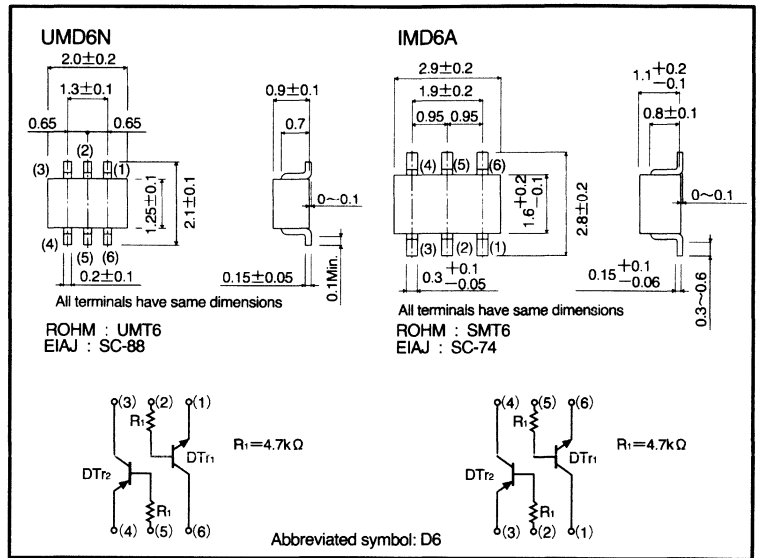 UMD6N
2.0±0.2
1.3±0.1
0.65
0.65
(2)
(3)
(1)
1.25±0.1
2.1±0.1
(4)
(5)
(6)
0.2±0.1
0.9±0.1
0.7
0~0.1
0.15±0.05
0.1Min.
All terminals have same dimensions
ROHM : UMT6
EIAJ : SC-88
IMD6A
2.9±0.2
1.9±0.2
0.95
0.95
(4)
(5)
(6)
1.6+0.2 −0.1
2.8±0.2
(3)
(2)
(1)
0.3 +0.1 −0.05
1.1+0.2 −0.1
0.8±0.1
0~0.1
0.15 +0.1 −0.06
0.3~0.6
All terminals have same dimensions
ROHM : SMT6
EIAJ : SC-74
(3) (2) (1)
R1
R1=4.7kΩ
DTr1
DTr2
R1
(4) (5) (6)
(4) (5) (6)
R1
R1=4.7kΩ
DTr1
DTr2
R1
(3) (2) (1)
Abbreviated symbol: D6